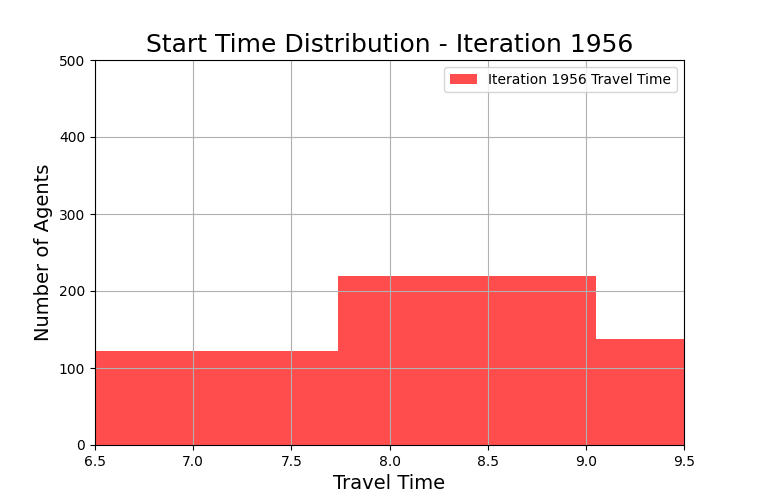 Start Time Distribution - Iteration 1956
Iteration 1956 Travel Time
Number of Agents
500
400
300
200
100
0
6.5 7.0 7.5 8.0 8.5 9.0 9.5
Travel Time